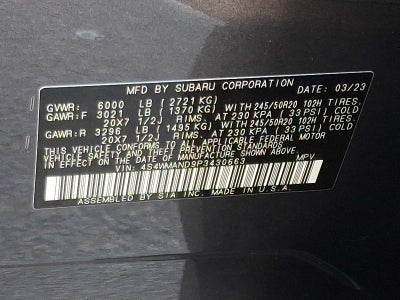 MFD BY SUBARU CORPORATION DATE: 03/23
GVWR: 6000 LB (2721 KG)
GAWR:F 3021 LB (1370 KG) WITH 245/50R20 102H TIRES.
20X7 1/2J RIMS, AT 230 KPA (33 PSI) COLD
GAWR:R 3296 LB (1495 KG) WITH 245/50R20 102H TIRES.
20X7 1/2J RIMS, AT 230 KPA (33 PSI) COLD
THIS VEHICLE CONFORMS TO ALL APPLICABLE FEDERAL MOTOR
VEHICLE SAFETY AND THEFT PREVENTION STANDARDS
IN EFFECT ON THE DATE OF MANUFACTURE SHOWN ABOVE.
VIN: 4S4WMAND9P3430663 MPV
ASSEMBLED BY SIA INC. MADE IN U.S.A.